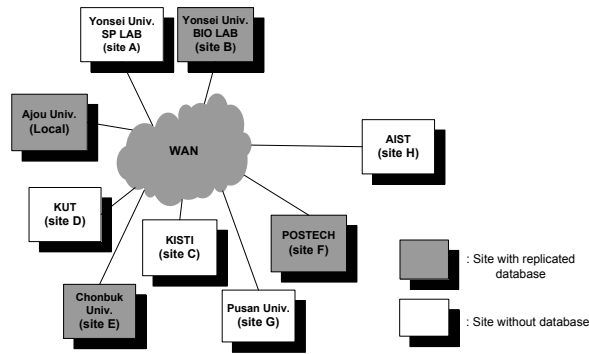 Yonsei Univ.
SP LAB
(site A)
Yonsei Univ.
BIO LAB
(site B)
Ajou Univ.
(Local)
WAN
AIST
(site H)
KUT
(site D)
KISTI
(site C)
POSTECH
(site F)
Chonbuk
Univ.
(site E)
Pusan Univ.
(site G)
: Site with replicated
database
: Site without database